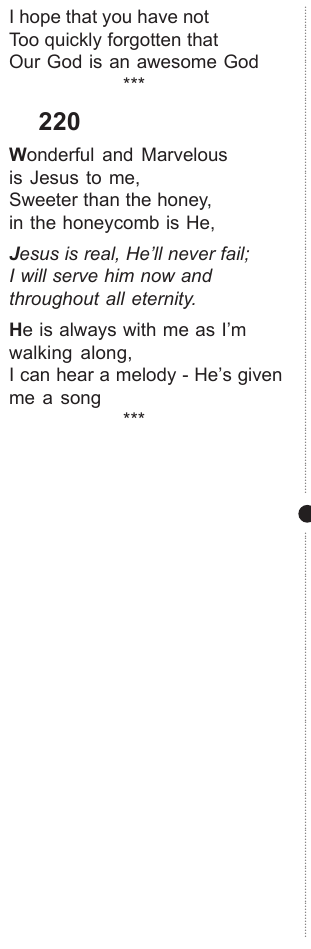 I hope that you have not
Too quickly forgotten that
Our God is an awesome God
***
220
Wonderful and Marvelous
is Jesus to me,
Sweeter than the honey,
in the honeycomb is He,
Jesus is real, He'll never fail;
I will serve him now and
throughout all eternity.
He is always with me as I'm
walking along,
I can hear a melody - He's given
me a song
***